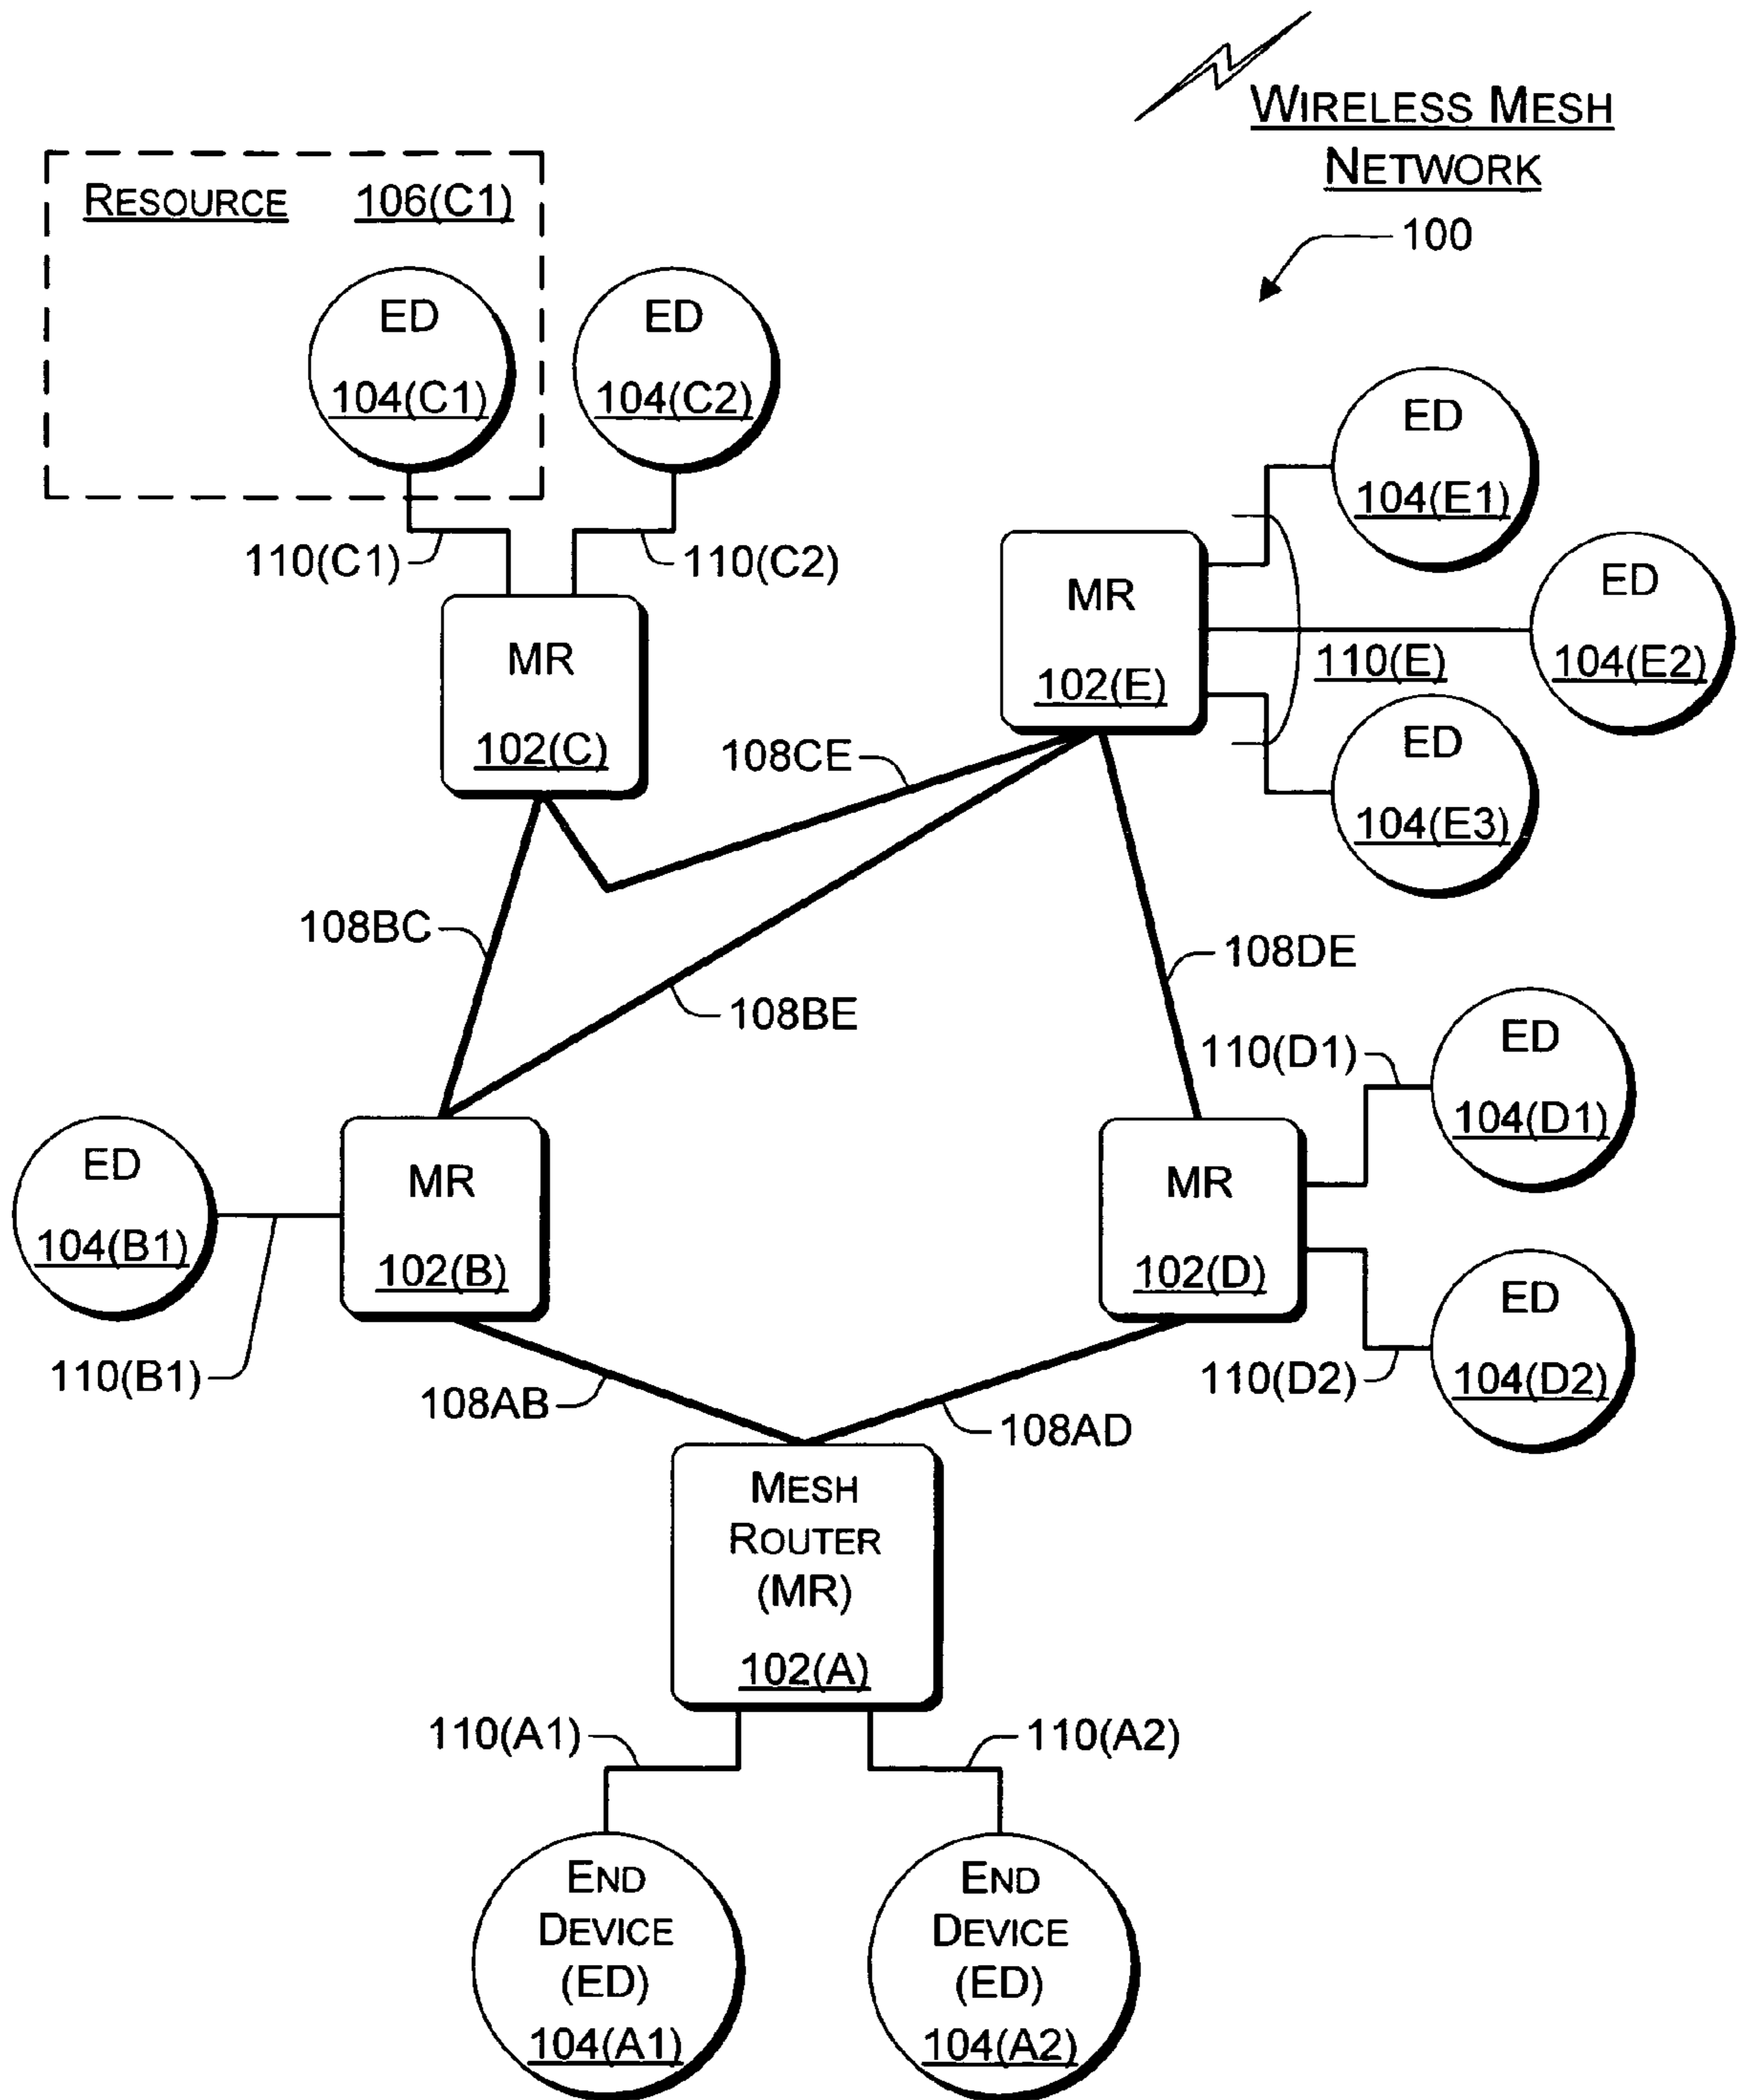 WIRELESS MESH
NETWORK
100
RESOURCE 106(C1)
ED
104(C1)
ED
104(C2)
110(C1)
110(C2)
MR
102(C)
ED
104(E1)
MR
102(E)
110(E)
ED
104(E2)
ED
104(E3)
108CE
108BC
108BE
108DE
110(D1)
ED
104(D1)
ED
104(B1)
MR
102(B)
MR
102(D)
ED
104(D2)
110(B1)
110(D2)
108AB
108AD
MESH
ROUTER
(MR)
102(A)
110(A1)
110(A2)
END
DEVICE
(ED)
104(A1)
END
DEVICE
(ED)
104(A2)